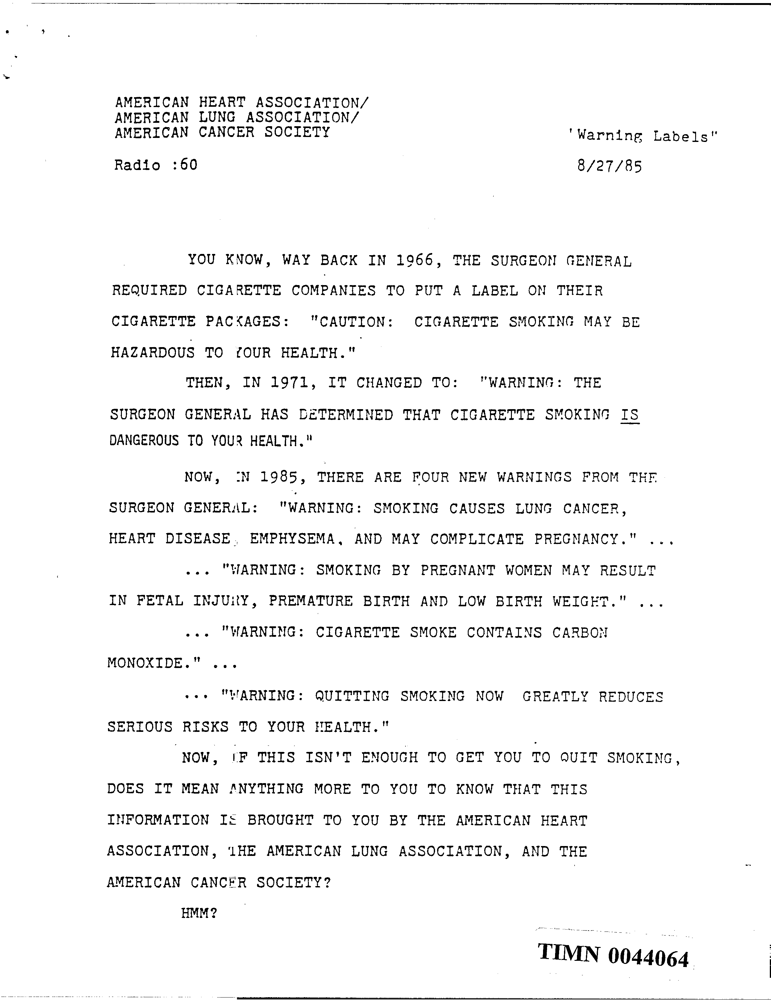 AMERICAN HEART ASSOCIATION/
AMERICAN LUNG ASSOCIATION/
AMERICAN CANCER SOCIETY
'Warning Labels"
Radio :60
8/27/85
YOU KNOW, WAY BACK IN 1966, THE SURGEON GENERAL
REQUIRED CIGARETTE COMPANIES TO PUT A LABEL ON THEIR
CIGARETTE PACKAGES: "CAUTION: CIGARETTE SMOKING MAY BE
HAZARDOUS TO YOUR HEALTH."
THEN, IN 1971, IT CHANGED TO: "WARNING: THE
SURGEON GENERAL HAS DETERMINED THAT CIGARETTE SMOKING IS
DANGEROUS TO YOUR HEALTH."
NOW, IN 1985, THERE ARE FOUR NEW WARNINGS FROM THE
SURGEON GENERAL: "WARNING: SMOKING CAUSES LUNG CANCER,
HEART DISEASE, EMPHYSEMA, AND MAY COMPLICATE PREGNANCY." ...
... "WARNING: SMOKING BY PREGNANT WOMEN MAY RESULT
IN FETAL INJURY, PREMATURE BIRTH AND LOW BIRTH WEIGHT." ...
... "WARNING: CIGARETTE SMOKE CONTAINS CARBON
MONOXIDE." ...
... "WARNING: QUITTING SMOKING NOW GREATLY REDUCES
SERIOUS RISKS TO YOUR HEALTH."
NOW, IF THIS ISN'T ENOUGH TO GET YOU TO QUIT SMOKING,
DOES IT MEAN ANYTHING MORE TO YOU TO KNOW THAT THIS
INFORMATION IS BROUGHT TO YOU BY THE AMERICAN HEART
ASSOCIATION, THE AMERICAN LUNG ASSOCIATION, AND THE
AMERICAN CANCER SOCIETY?
HMM?
TIMN 0044064